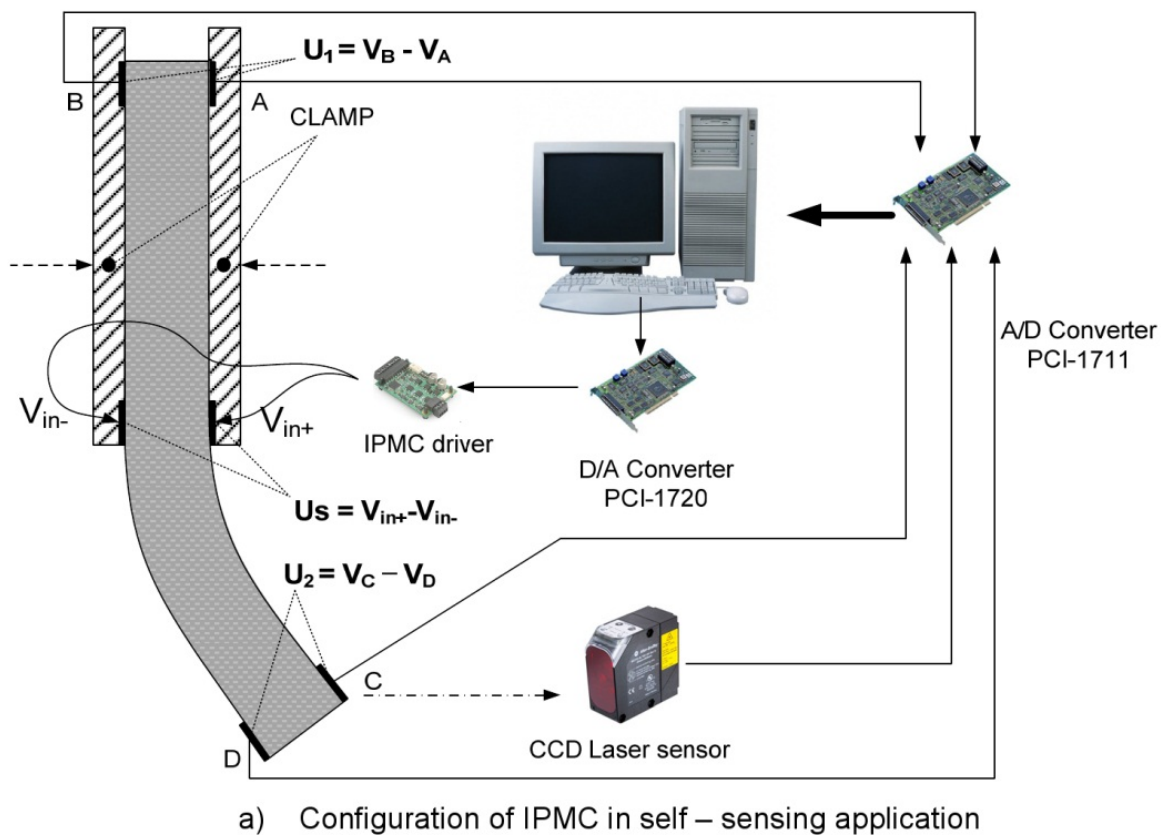 U1 = VB - VA
B
A
CLAMP
A/D Converter
PCI-1711
Vin-
Vin+
IPMC driver
D/A Converter
PCI-1720
Us = Vin+-Vin-
U2 = VC – VD
C
CCD Laser sensor
D
a) Configuration of IPMC in self – sensing application